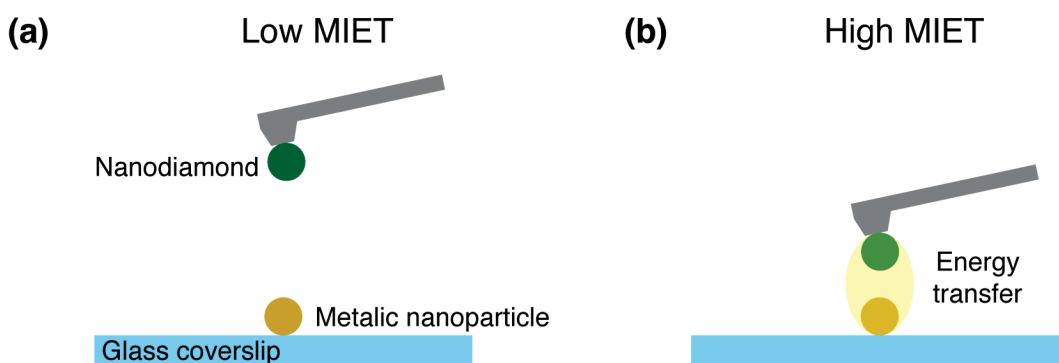 (a)
Low MIET
(b)
High MIET
Nanodiamond
Metalic nanoparticle
Glass coverslip
Energy
transfer